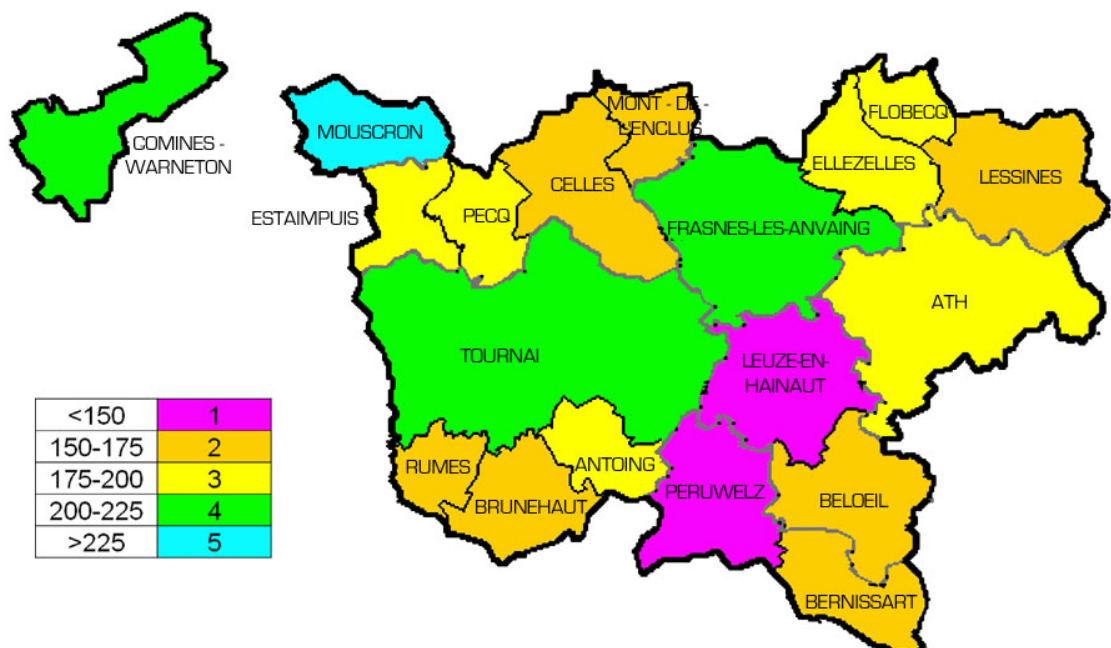 COMINES -
WARNETON
MOUSCRON
MONT - DE -
L'ENCLUS
FLOBECQ
ELLEZELLES
LESSINES
CELLES
ESTAIMPUIS
PECQ
FRASNES-LES-ANVAING
ATH
TOURNAI
LEUZE-EN-
HAINAUT
RUMES
ANTOING
BRUNEHAUT
PERUWELZ
BELOEIL
BERNISSART
<150 1
150-175 2
175-200 3
200-225 4
>225 5